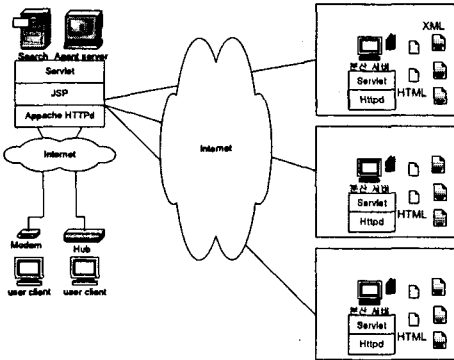 Search Agent server
Servlet
JSP
Appache HTTPd
Internet
Modem
Hub
user client
user client
Internet
XML
분산 서버
Servlet
Httpd
HTML
분산 서버
Servlet
Httpd
HTML
분산 서버
Servlet
Httpd
HTML